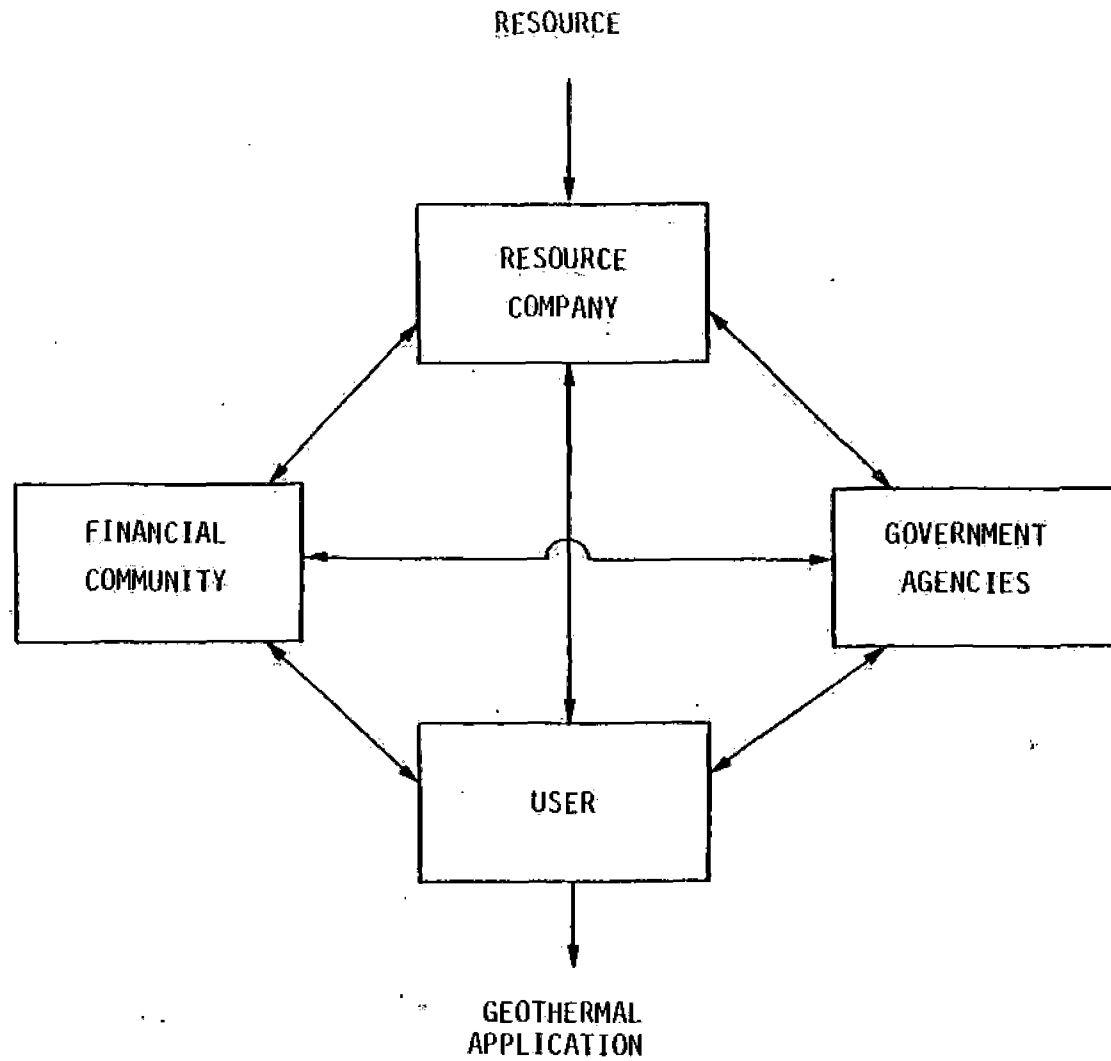 RESOURCE
RESOURCE
COMPANY
FINANCIAL
COMMUNITY
GOVERNMENT
AGENCIES
USER
GEOTHERMAL
APPLICATION